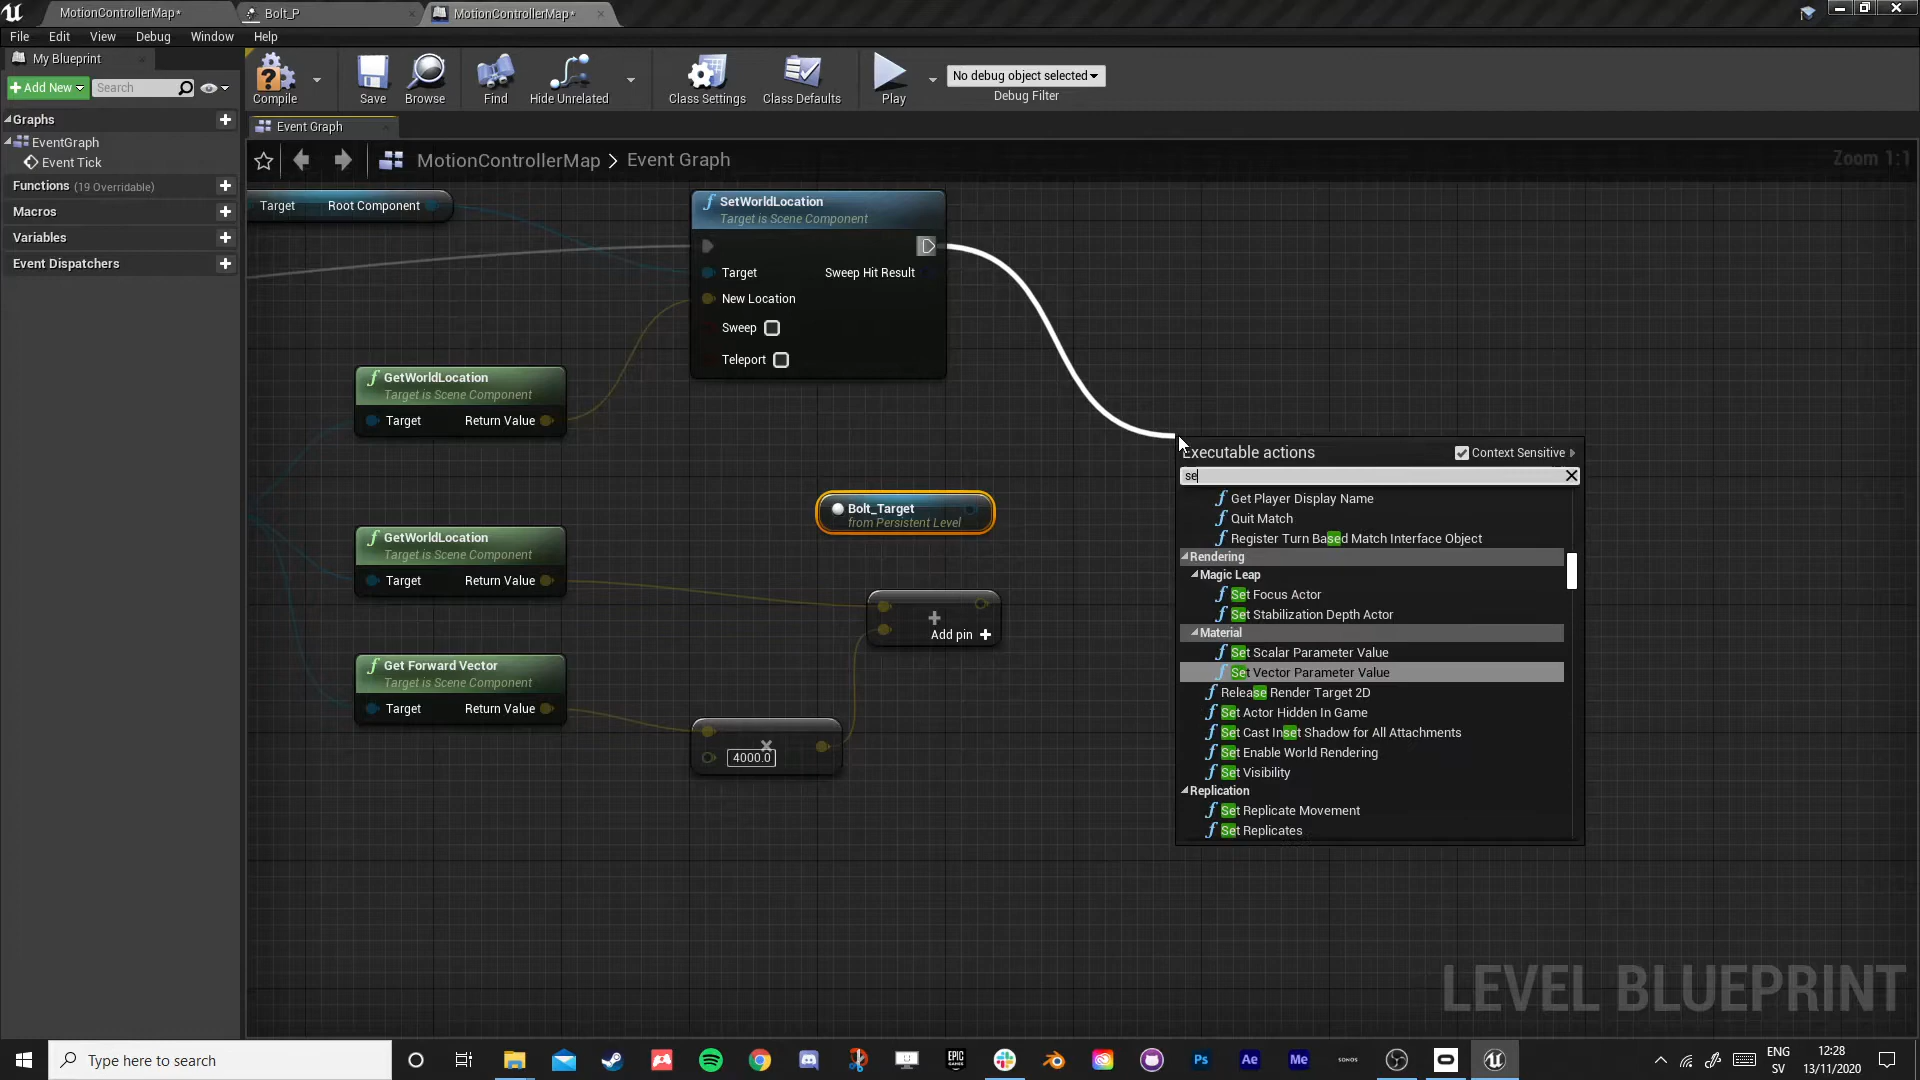 MotionControllerMap*
Bolt_P
MotionControllerMap*
File Edit View Debug Window Help
My Blueprint
Add New
Search
Compile
Save
Browse
Find
Hide Unrelated
Class Settings
Class Defaults
Play
No debug object selected
Debug Filter
Graphs
EventGraph
Event Tick
Functions (19 Overridable)
Macros
Variables
Event Dispatchers
Event Graph
MotionControllerMap > Event Graph
Zoom 1:1
Target Root Component
SetWorldLocation
Target is Scene Component
Target Sweep Hit Result
New Location
Sweep
Teleport
GetWorldLocation
Target is Scene Component
Target Return Value
Bolt_Target
from Persistent Level
GetWorldLocation
Target is Scene Component
Target Return Value
Add pin +
Get Forward Vector
Target is Scene Component
Target Return Value
4000.0
Executable actions
Context Sensitive
se
Get Player Display Name
Quit Match
Register Turn Based Match Interface Object
Rendering
Magic Leap
Set Focus Actor
Set Stabilization Depth Actor
Material
Set Scalar Parameter Value
Set Vector Parameter Value
Release Render Target 2D
Set Actor Hidden In Game
Set Cast Inset Shadow for All Attachments
Set Enable World Rendering
Set Visibility
Replication
Set Replicate Movement
Set Replicates
LEVEL BLUEPRINT
Type here to search
EPIC GAMES
Ps
Ae
Me
SONOS
ENG
SV
12:28
13/11/2020